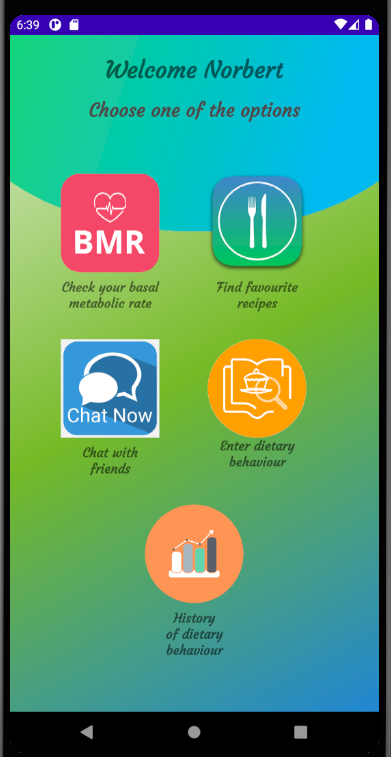 6:39
Welcome Norbert
Choose one of the options
BMR
Check your basal
metabolic rate
Find favourite
recipes
Chat Now
Chat with
friends
Enter dietary
behaviour
History
of dietary
behaviour